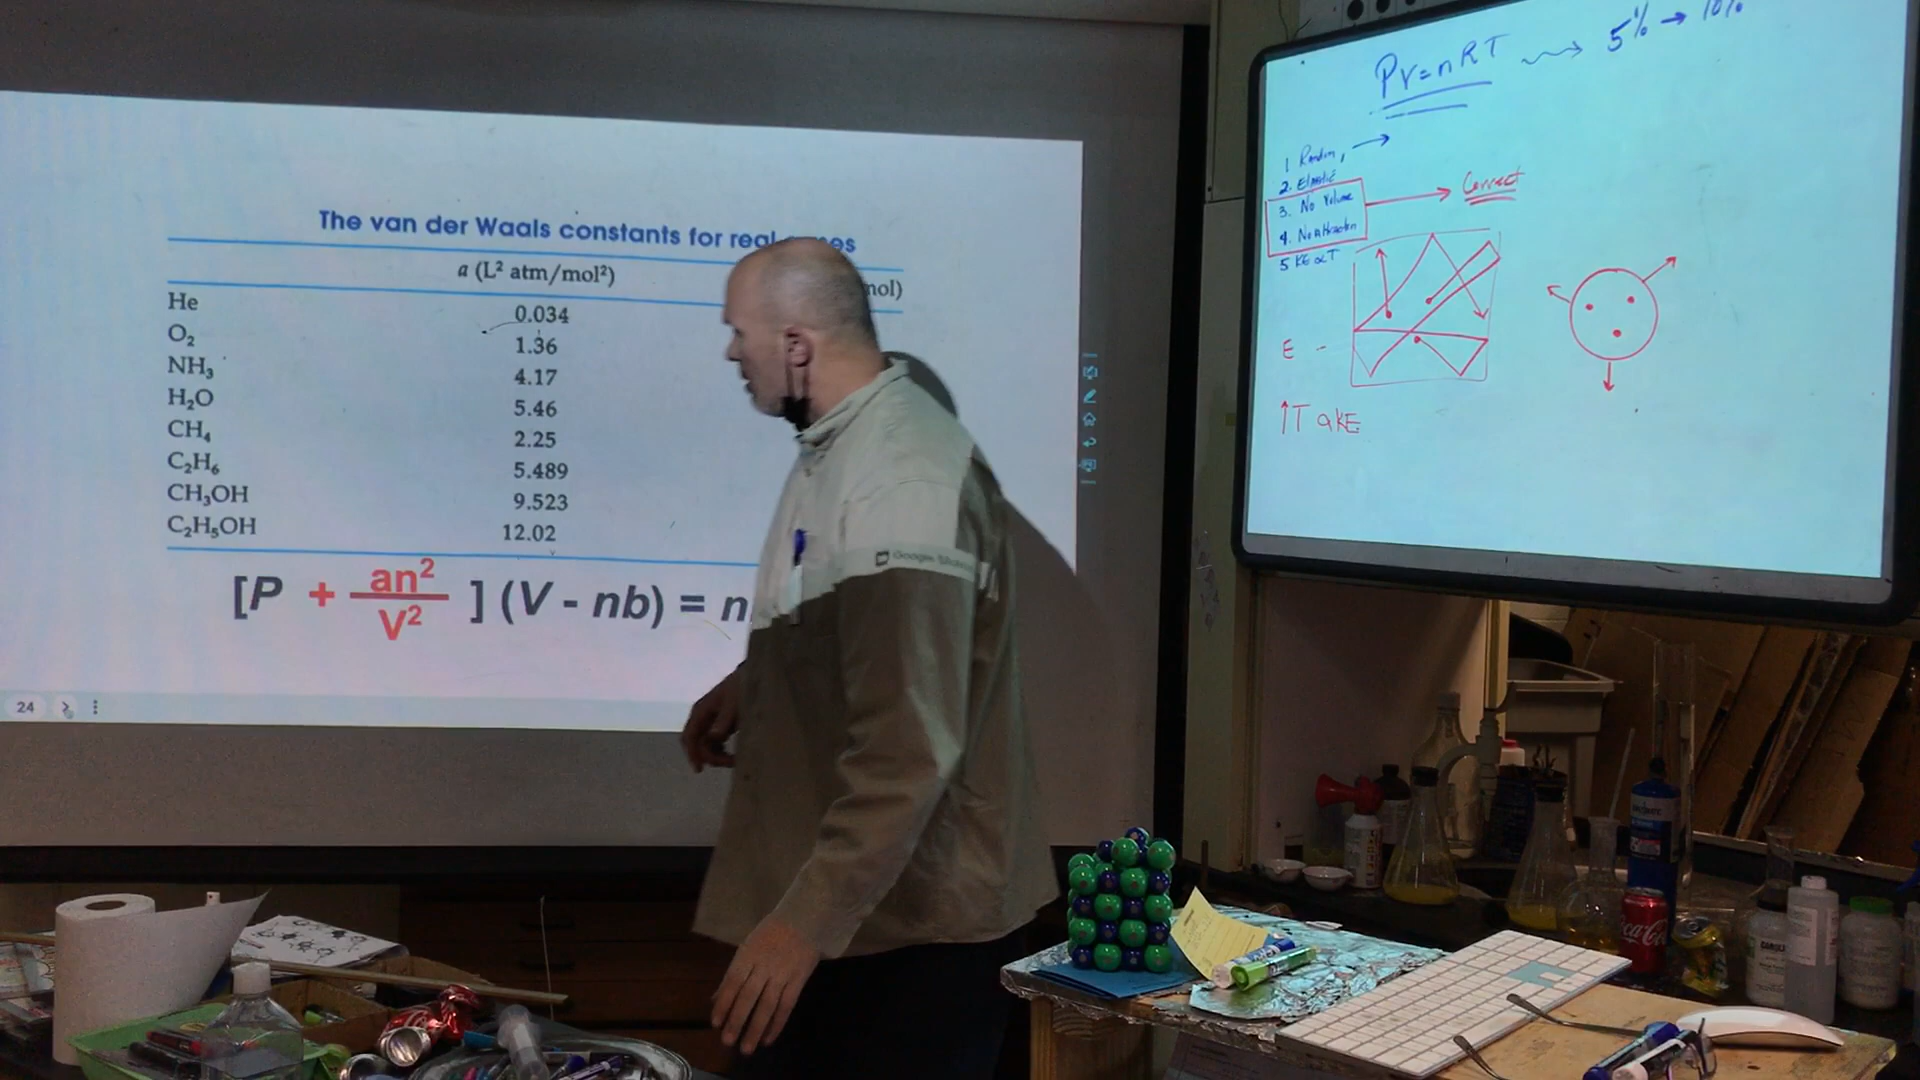 The van der Waals constants for real
a (L² atm/mol²)
He 0.034
O₂ 1.36
NH₃ 4.17
H₂O 5.46
CH₄ 2.25
C₂H₆ 5.489
CH₃OH 9.523
C₂H₅OH 12.02
[P + an²/V² ] (V - nb) = n
24
Google Slides
PV=nRT → 5% → 10%
1 Random, →
2. Elastic
3. No Volume → Correct
4. No Attraction
5 KE α T
E -
↑T α KE
Coca-Cola